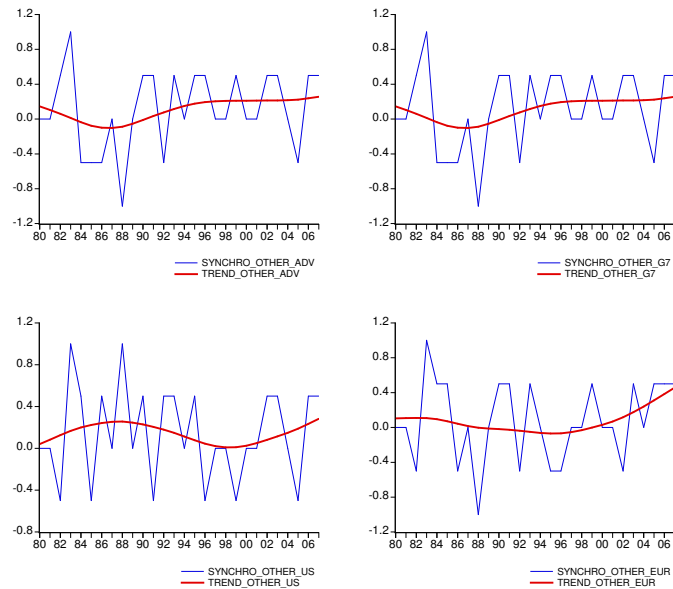 1.2
0.8
0.4
0.0
-0.4
-0.8
-1.2
80 82 84 86 88 90 92 94 96 98 00 02 04 06
SYNCHRO_OTHER_ADV
TREND_OTHER_ADV
1.2
0.8
0.4
0.0
-0.4
-0.8
-1.2
80 82 84 86 88 90 92 94 96 98 00 02 04 06
SYNCHRO_OTHER_G7
TREND_OTHER_G7
1.2
0.8
0.4
0.0
-0.4
-0.8
80 82 84 86 88 90 92 94 96 98 00 02 04 06
SYNCHRO_OTHER_US
TREND_OTHER_US
1.2
0.8
0.4
0.0
-0.4
-0.8
-1.2
80 82 84 86 88 90 92 94 96 98 00 02 04 06
SYNCHRO_OTHER_EUR
TREND_OTHER_EUR